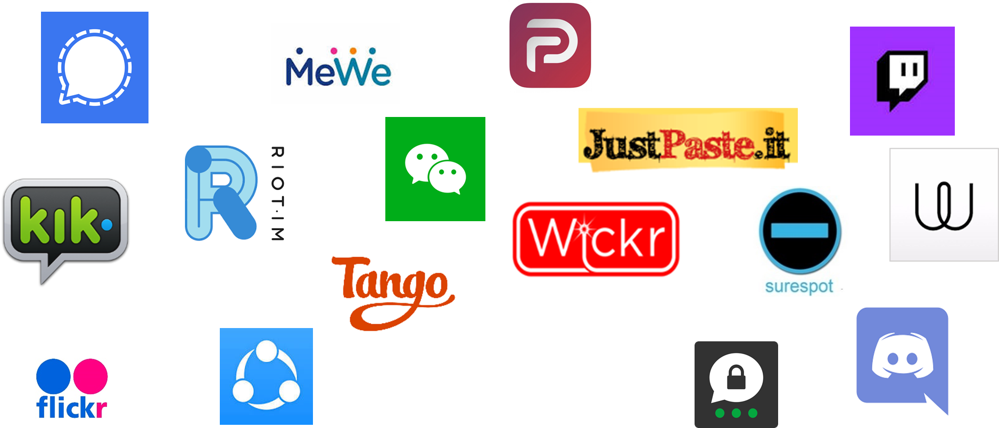 MeWe
JustPaste.it
RIOT·IM
kik·
Wickr
surespot
Tango
flickr